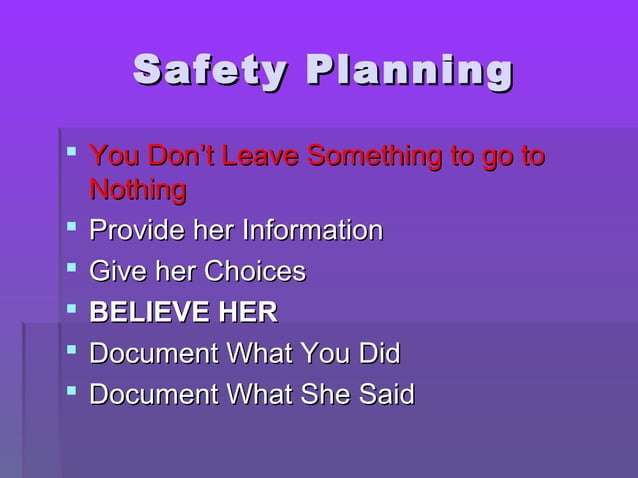 Safety Planning
You Don’t Leave Something to go to
Nothing
Provide her Information
Give her Choices
BELIEVE HER
Document What You Did
Document What She Said